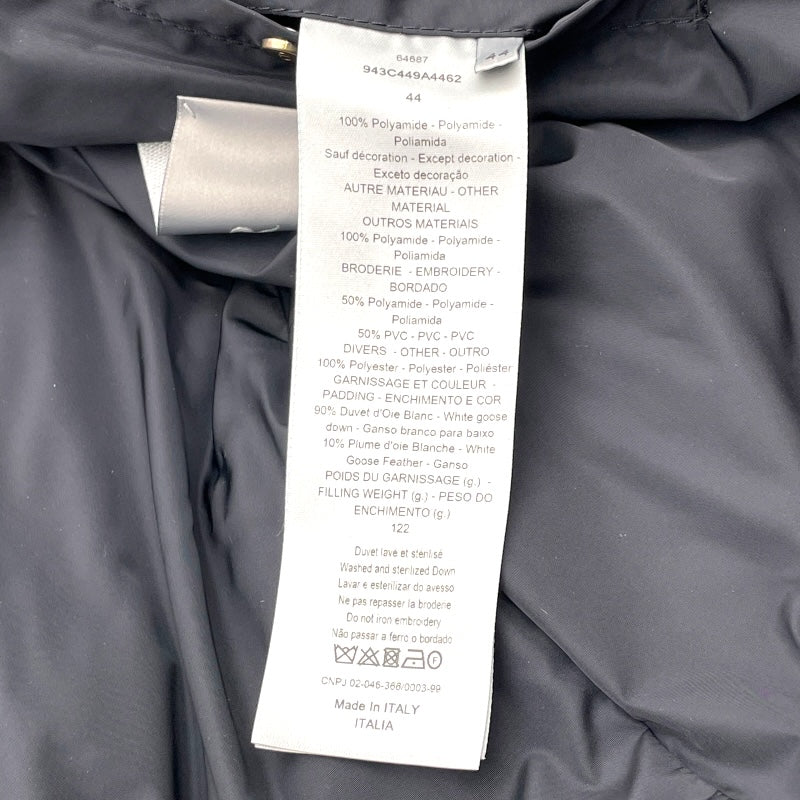 64687
44
943C449A4462
44
100% Polyamide - Polyamide -
Poliamida
Sauf décoration - Except decoration -
Exceto decoração
AUTRE MATERIAU - OTHER
MATERIAL
OUTROS MATERIAIS
100% Polyamide - Polyamide -
Poliamida
BRODERIE - EMBROIDERY -
BORDADO
50% Polyamide - Polyamide -
Poliamida
50% PVC - PVC - PVC
DIVERS - OTHER - OUTRO
100% Polyester - Polyester - Poliéster
GARNISSAGE ET COULEUR -
PADDING - ENCHIMENTO E COR
90% Duvet d'Oie Blanc - White goose
down - Ganso branco para baixo
10% Plume d'oie Blanche - White
Goose Feather - Ganso
POIDS DU GARNISSAGE (g.) -
FILLING WEIGHT (g.) - PESO DO
ENCHIMENTO (g.)
122
Duvet lavé et stérilisé
Washed and sterilized Down
Lavar e esterilizar do avesso
Ne pas repasser la broderie
Do not iron embroidery
Não passar a ferro o bordado
F
CNPJ 02-046-366/0003-99
Made In ITALY
ITALIA